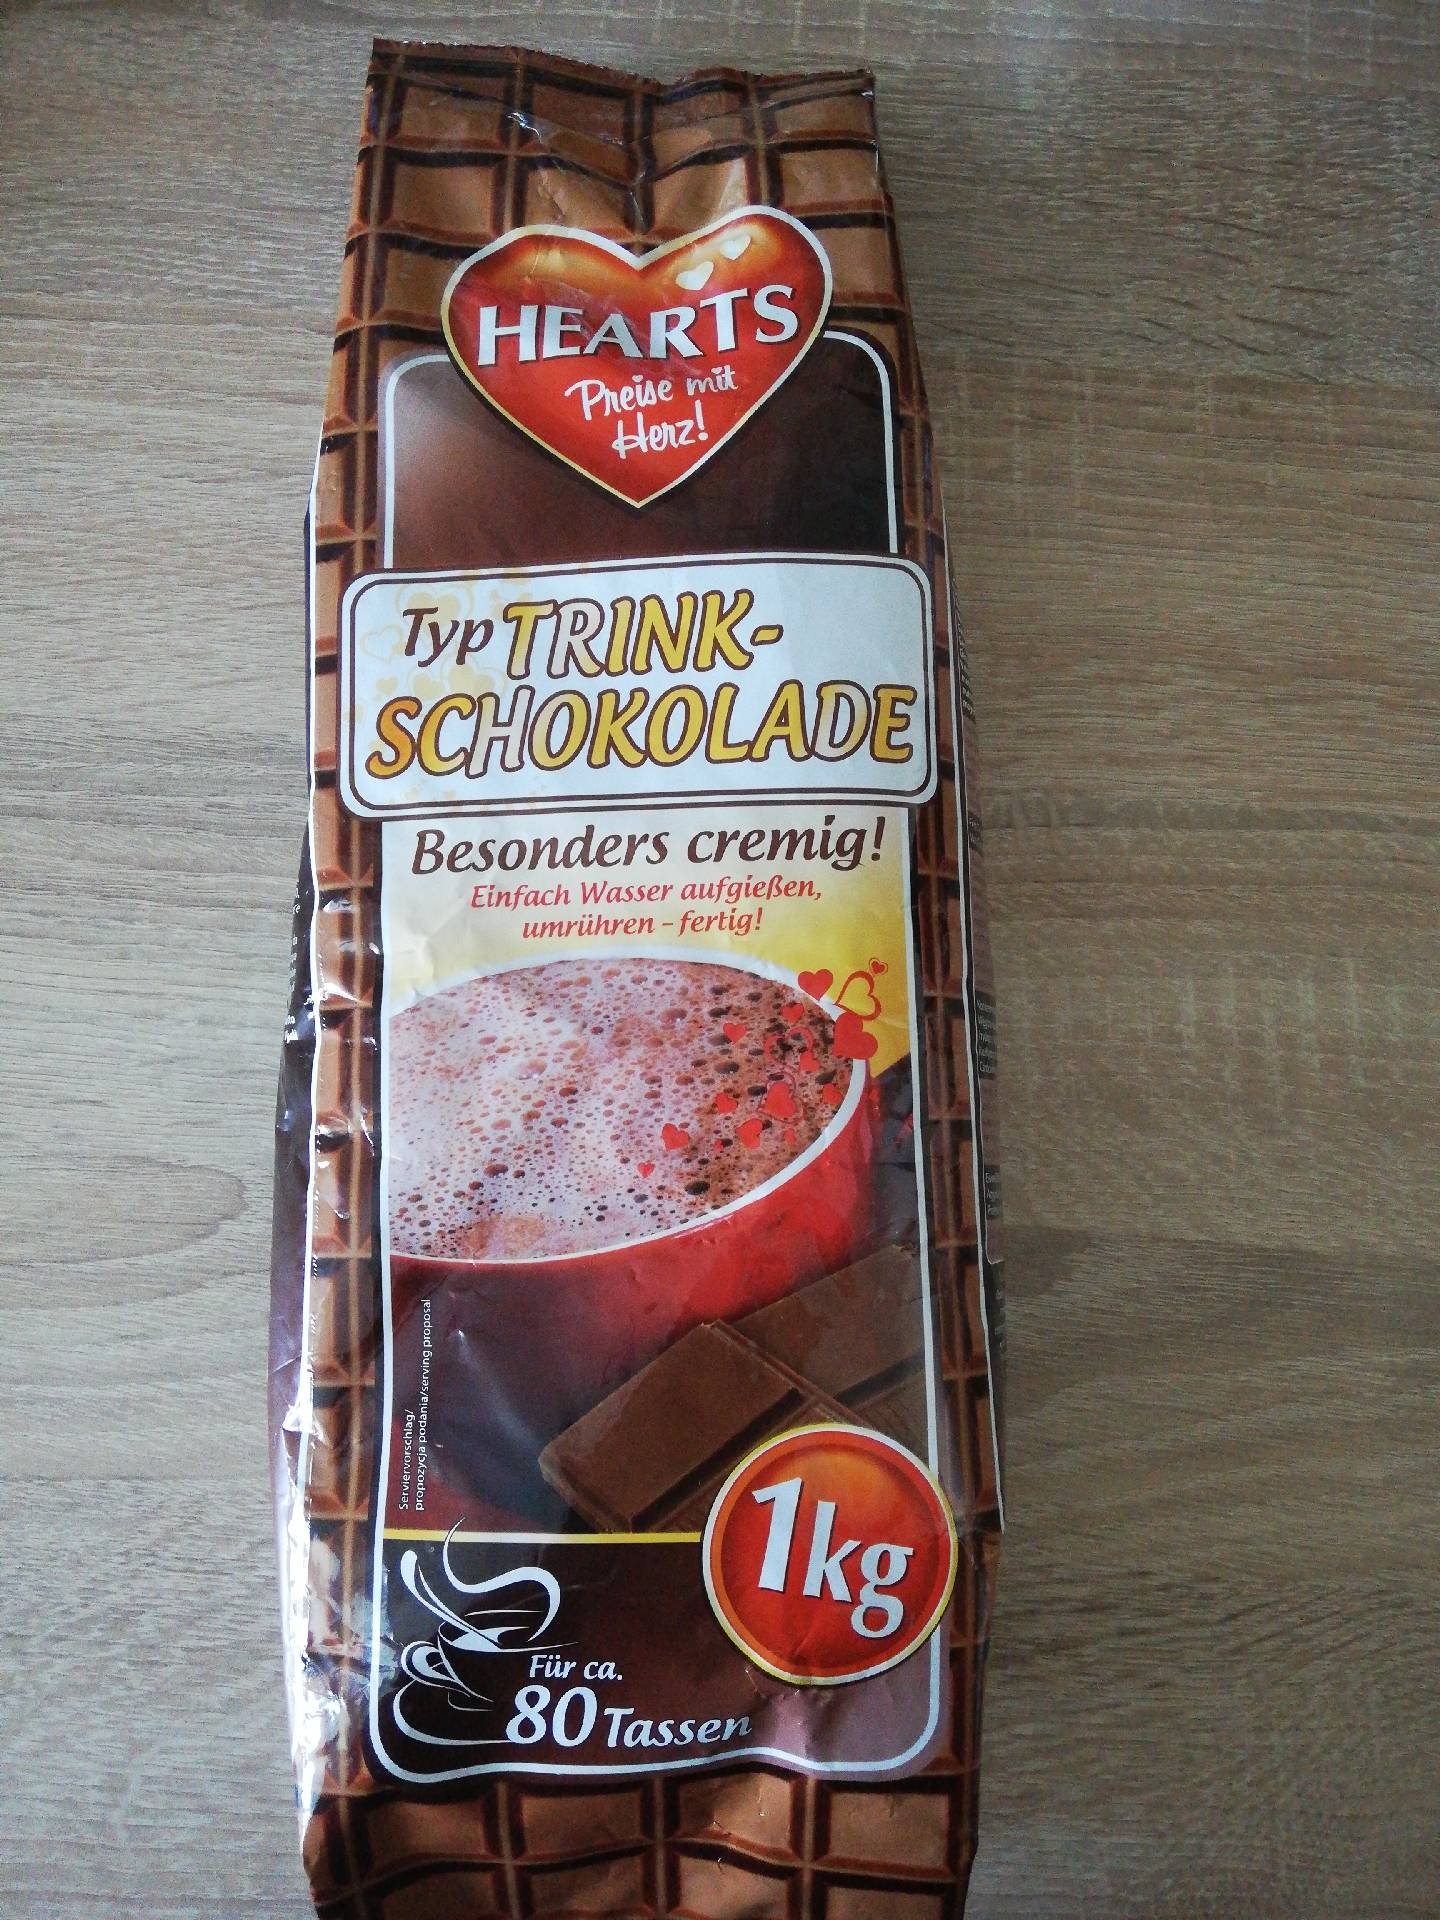 HEARTS
Preise mit
Herz!
Typ TRINK-
SCHOKOLADE
Besonders cremig!
Einfach Wasser aufgießen,
umrühren – fertig!
Serviervorschlag/
propozycja podania/serving proposal
1kg
Für ca.
80 Tassen